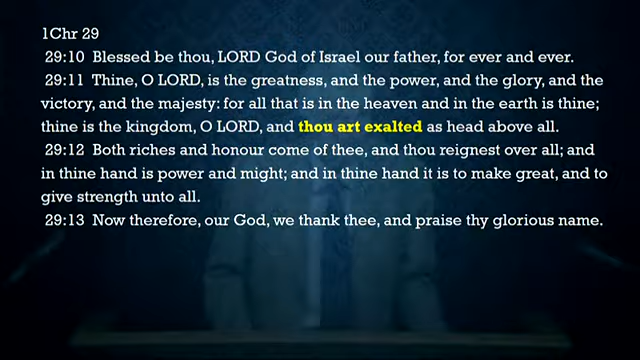 1Chr 29
29:10 Blessed be thou, LORD God of Israel our father, for ever and ever.
29:11 Thine, O LORD, is the greatness, and the power, and the glory, and the
victory, and the majesty: for all that is in the heaven and in the earth is thine;
thine is the kingdom, O LORD, and thou art exalted as head above all.
29:12 Both riches and honour come of thee, and thou reignest over all; and
in thine hand is power and might; and in thine hand it is to make great, and to
give strength unto all.
29:13 Now therefore, our God, we thank thee, and praise thy glorious name.